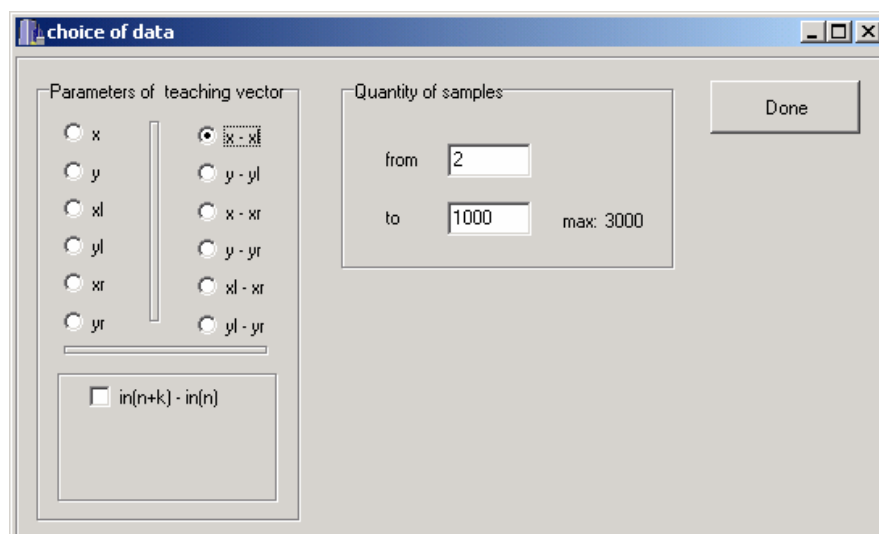 choice of data
Parameters of teaching vector
x
x - xl
y
y - yl
xl
x - xr
yl
y - yr
xr
xl - xr
yr
yl - yr
in(n+k) - in(n)
Quantity of samples
from 2
to 1000 max: 3000
Done